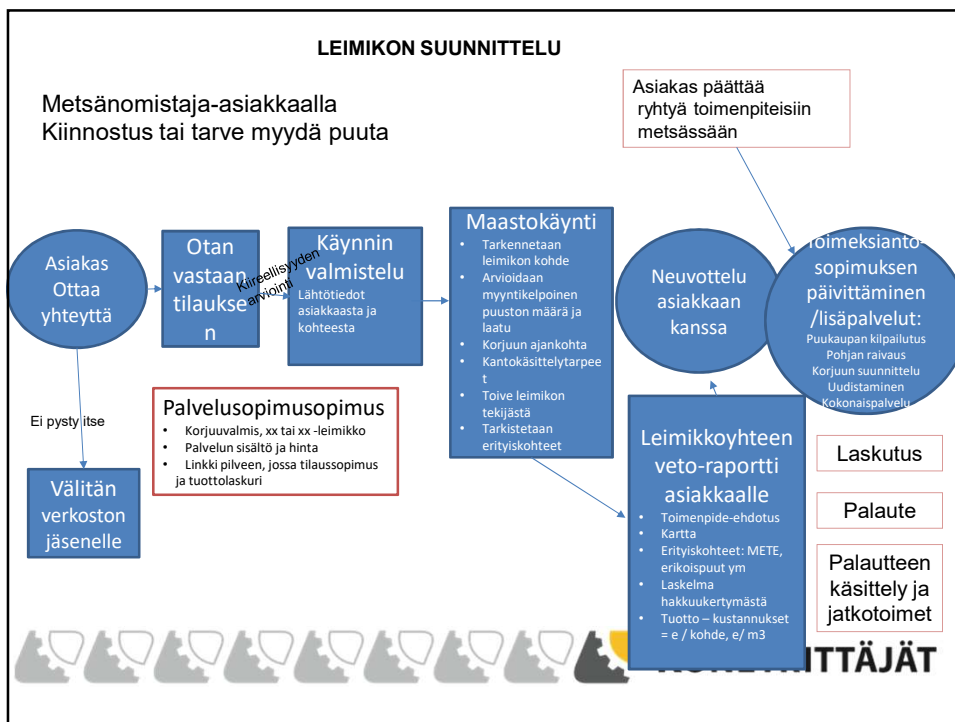 LEIMIKON SUUNNITTELU
Metsänomistaja-asiakkaalla
Kiinnostus tai tarve myydä puuta
Asiakas päättää
ryhtyä toimenpiteisiin
metsässään
Asiakas
Ottaa
yhteyttä
Otan
vastaan
tilaukse
n
Kiireellisyyden
arviointi
Käynnin
valmistelu
Lähtötiedot
asiakkaasta ja
kohteesta
Maastokäynti
• Tarkennetaan
leimikon kohde
• Arvioidaan
myyntikelpoinen
puuston määrä ja
laatu
• Korjuun ajankohta
• Kantokäsittelytarpee
t
• Toive leimikon
tekijästä
• Tarkistetaan
erityiskohteet
Neuvottelu
asiakkaan
kanssa
Toimeksianto-
sopimuksen
päivittäminen
/lisäpalvelut:
Puukaupan kilpailutus
Pohjan raivaus
Korjuun suunnittelu
Uudistaminen
Kokonaispalvelu
Ei pysty itse
Välitän
verkoston
jäsenelle
Palvelusopimusopimus
• Korjuuvalmis, xx tai xx -leimikko
• Palvelun sisältö ja hinta
• Linkki pilveen, jossa tilaussopimus
ja tuottolaskuri
Leimikkoyhteen
veto-raportti
asiakkaalle
• Toimenpide-ehdotus
• Kartta
• Erityiskohteet: METE,
erikoispuut ym
• Laskelma
hakkuukertymästä
• Tuotto – kustannukset
= e / kohde, e/ m3
Laskutus
Palaute
Palautteen
käsittely ja
jatkotoimet
KONEYRITTÄJÄT